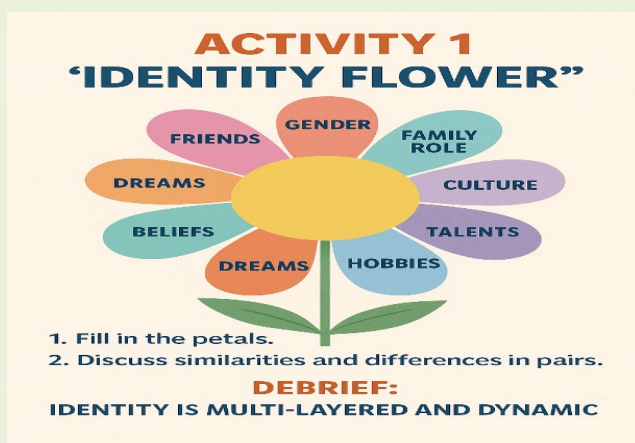 ACTIVITY 1
‘IDENTITY FLOWER”
GENDER
FRIENDS
FAMILY
ROLE
DREAMS
CULTURE
BELIEFS
TALENTS
DREAMS
HOBBIES
1. Fill in the petals.
2. Discuss similarities and differences in pairs.
DEBRIEF:
IDENTITY IS MULTI-LAYERED AND DYNAMIC